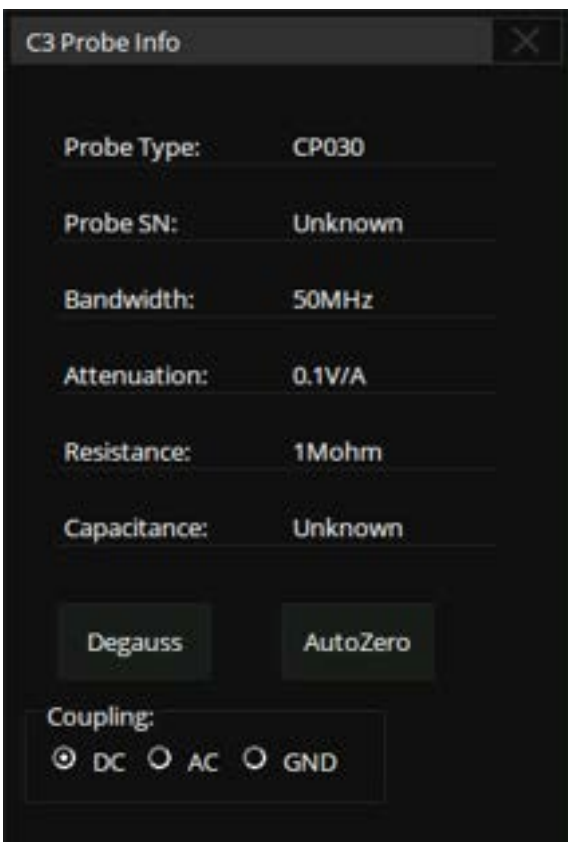 C3 Probe Info
Probe Type: CP030
Probe SN: Unknown
Bandwidth: 50MHz
Attenuation: 0.1V/A
Resistance: 1Mohm
Capacitance: Unknown
Degauss AutoZero
Coupling:
DC AC GND